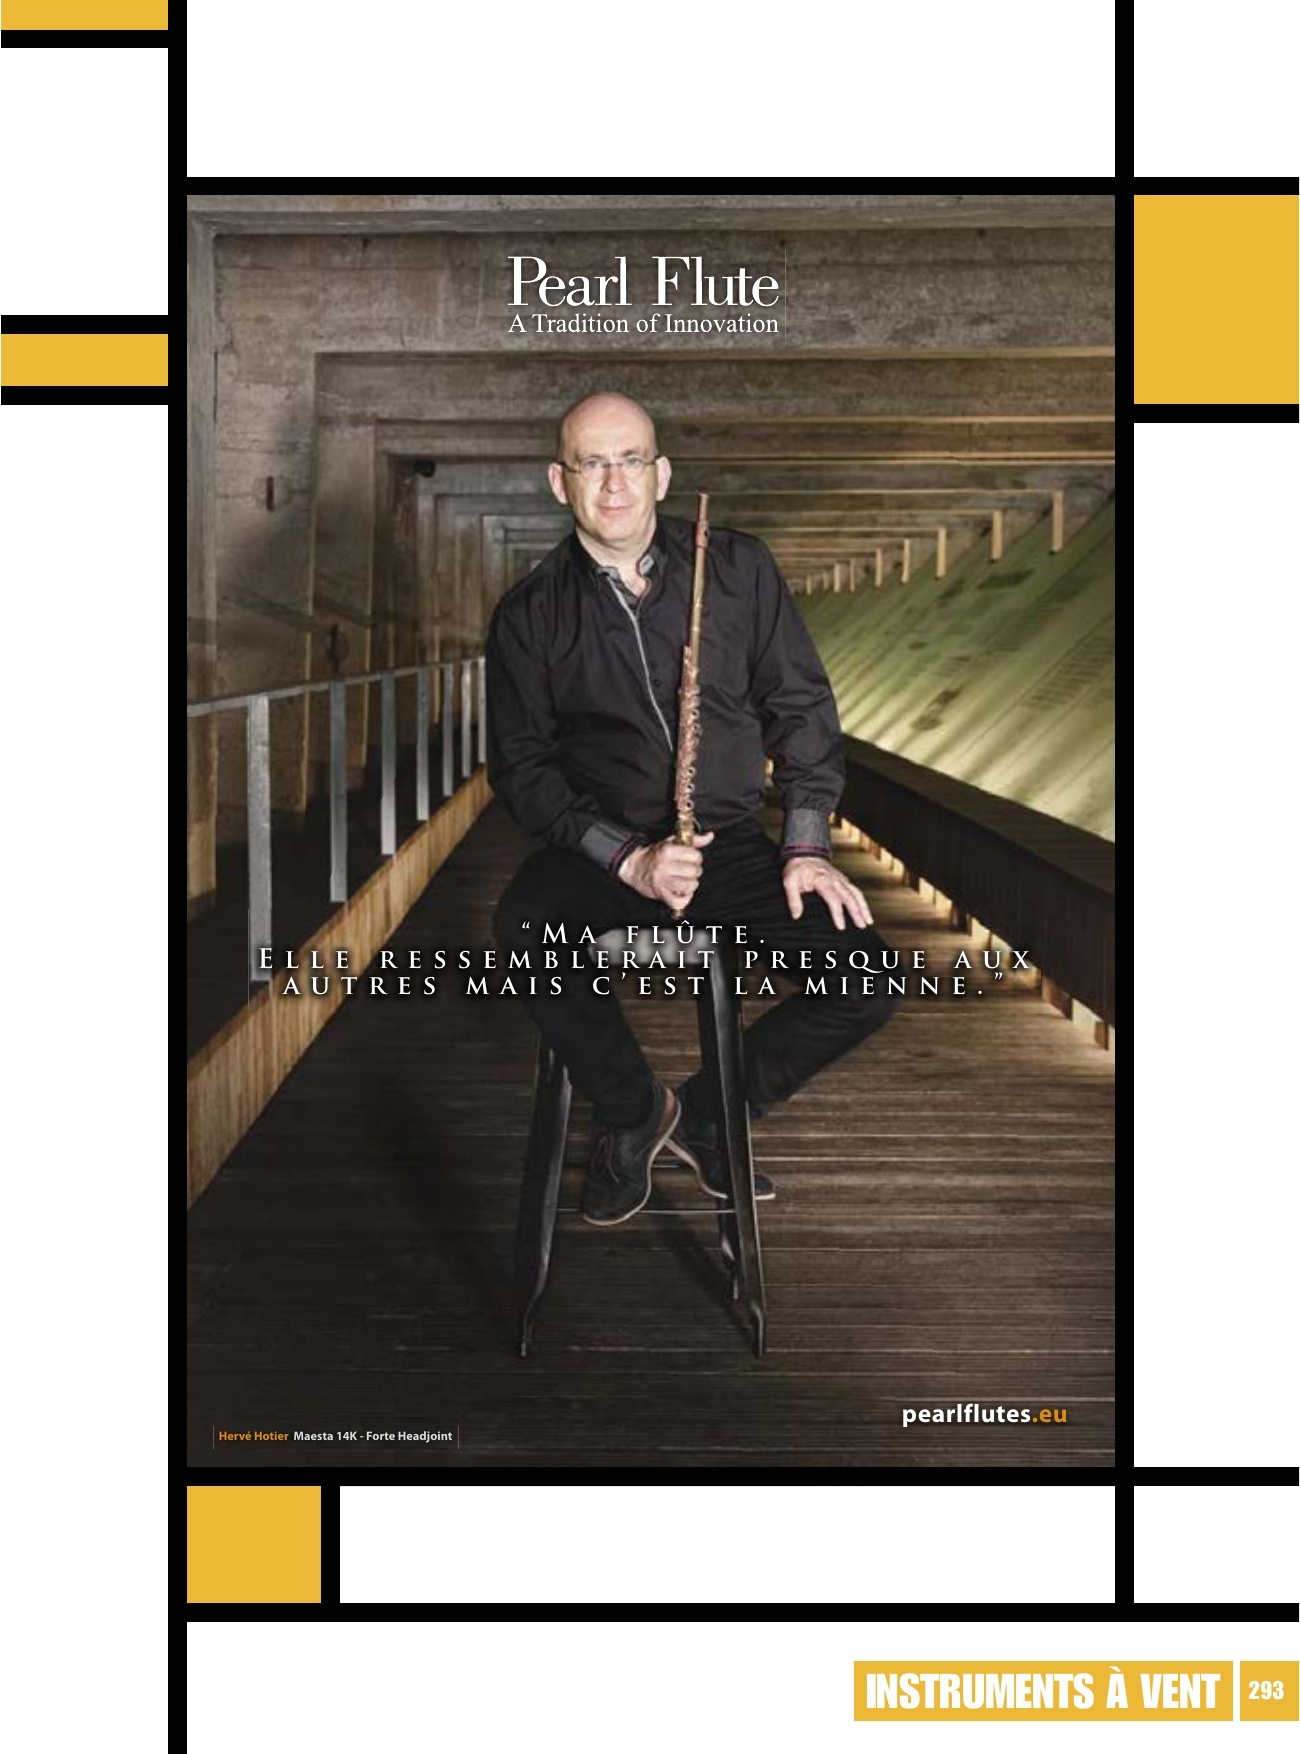 Pearl Flute
A Tradition of Innovation
“MA FLÛTE.
ELLE RESSEMBLERAIT PRESQUE AUX
AUTRES MAIS C’EST LA MIENNE.”
pearlflutes.eu
Hervé Hotier Maesta 14K - Forte Headjoint
INSTRUMENTS À VENT 293